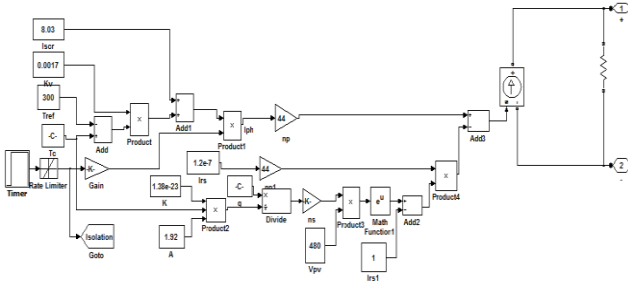 8.03
Iscr
0.0017
Kv
300
Tref
-C-
Tc
Add
Product
Add1
Product1
Iph
44
np
Add3
1
+
2
-
Timer
Rate Limiter
-K-
Gain
1.2e-7
Irs
44
np1
Product4
1.38e-23
K
-C-
q
Product2
1.92
A
Divide
K-
ns
Product3
480
Vpv
e^u
Math
Function1
Add2
1
Irs1
Isolation
Goto